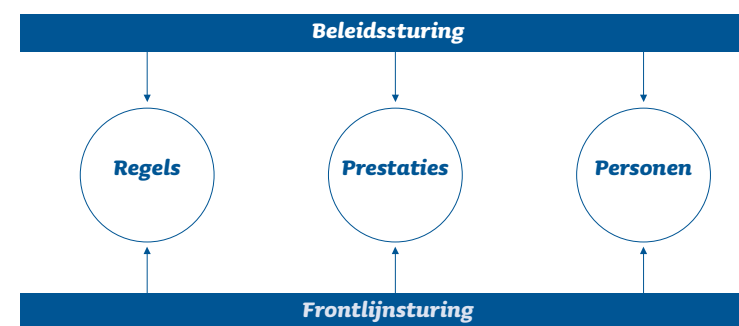 Beleidssturing
Regels
Prestaties
Personen
Frontlijnsturing